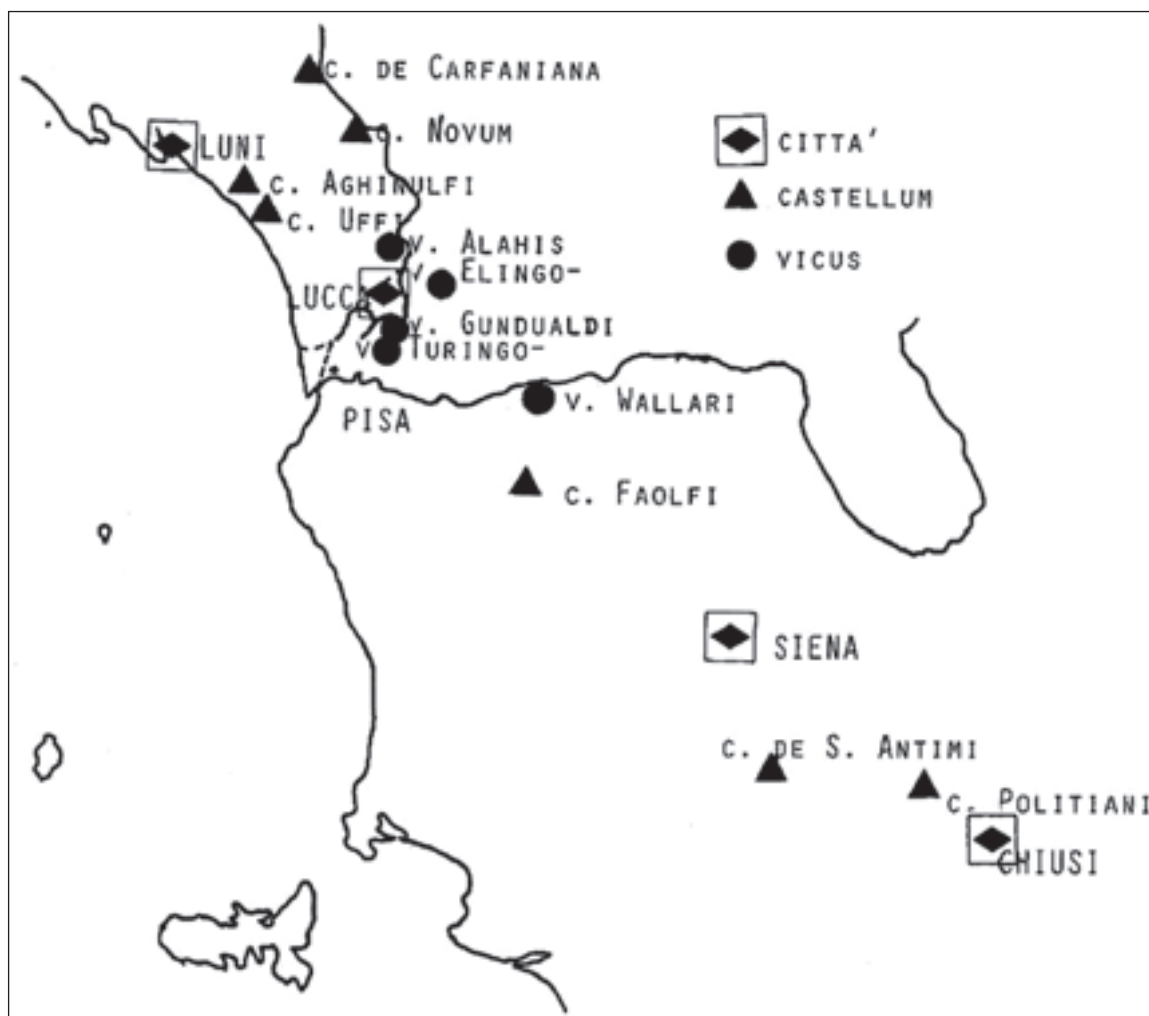 c. DE CARFANIANA
c. NOVUM
LUNI
c. AGHINULFI
c. UFFI
v. ALAHIS
v ELINGO-
LUCCA
v. GUNDUALDI
v TURINGO-
PISA
v. WALLARI
c. FAOLFI
SIENA
c. DE S. ANTIMI
c. POLITIANI
CHIUSI
CITTA'
CASTELLUM
VICUS